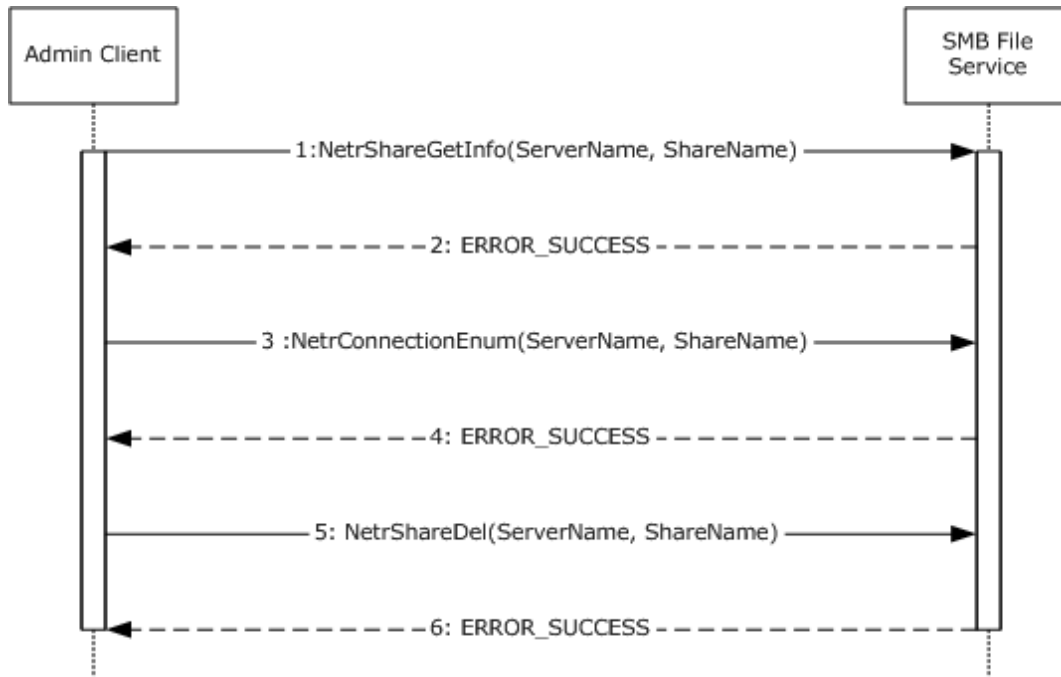 Admin Client
SMB File
Service
1:NetrShareGetInfo(ServerName, ShareName)
2: ERROR_SUCCESS
3 :NetrConnectionEnum(ServerName, ShareName)
4: ERROR_SUCCESS
5: NetrShareDel(ServerName, ShareName)
6: ERROR_SUCCESS